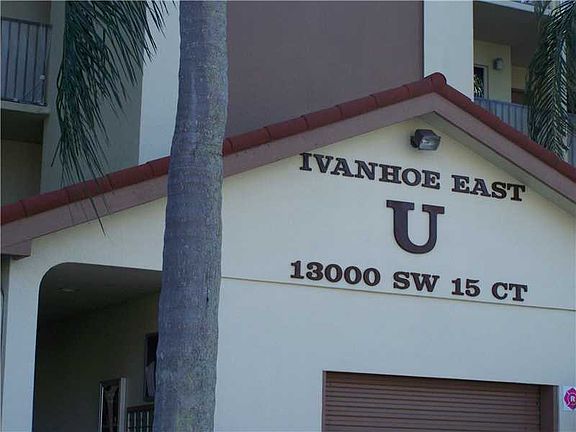 IVANHOE EAST
U
13000 SW 15 CT
R